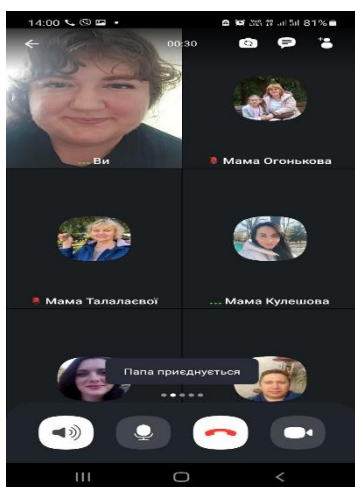 14:00
81%
00:30
... Ви
Мама Огонькова
Мама Талалаєвої
... Мама Кулешова
Папа приєднується